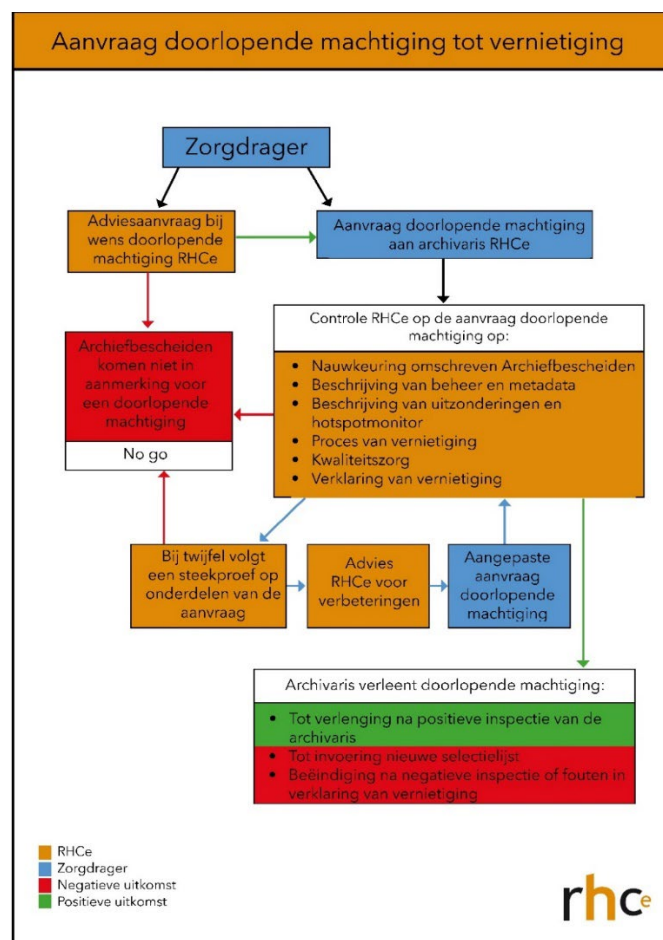 Aanvraag doorlopende machtiging tot vernietiging
Zorgdrager
Adviesaanvraag bij
wens doorlopende
machtiging RHCe
Aanvraag doorlopende machtiging
aan archivaris RHCe
Archiefbescheiden
komen niet in
aanmerking voor
een doorlopende
machtiging
No go
Controle RHCe op de aanvraag doorlopende
machtiging op:
• Nauwkeuring omschreven Archiefbescheiden
• Beschrijving van beheer en metadata
• Beschrijving van uitzonderingen en
hotspotmonitor
• Proces van vernietiging
• Kwaliteitszorg
• Verklaring van vernietiging
Bij twijfel volgt
een steekproef op
onderdelen van de
aanvraag
Advies
RHCe voor
verbeteringen
Aangepaste
aanvraag
doorlopende
machtiging
Archivaris verleent doorlopende machtiging:
• Tot verlenging na positieve inspectie van de
archivaris
• Tot invoering nieuwe selectielijst
• Beëindiging na negatieve inspectie of fouten in
verklaring van vernietiging
RHCe
Zorgdrager
Negatieve uitkomst
Positieve uitkomst
rhce